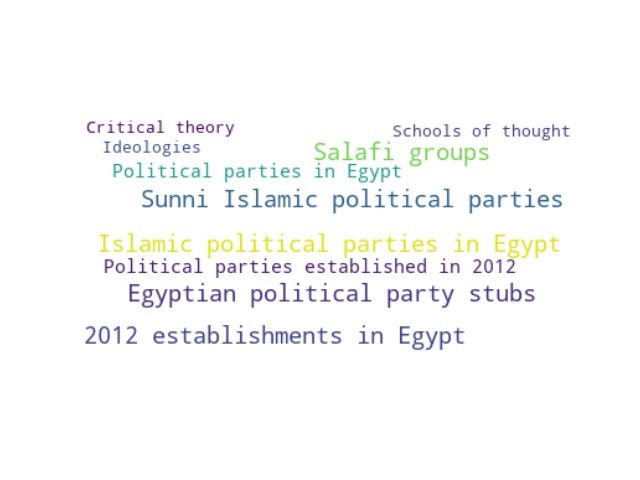 Critical theory
Schools of thought
Ideologies
Salafi groups
Political parties in Egypt
Sunni Islamic political parties
Islamic political parties in Egypt
Political parties established in 2012
Egyptian political party stubs
2012 establishments in Egypt